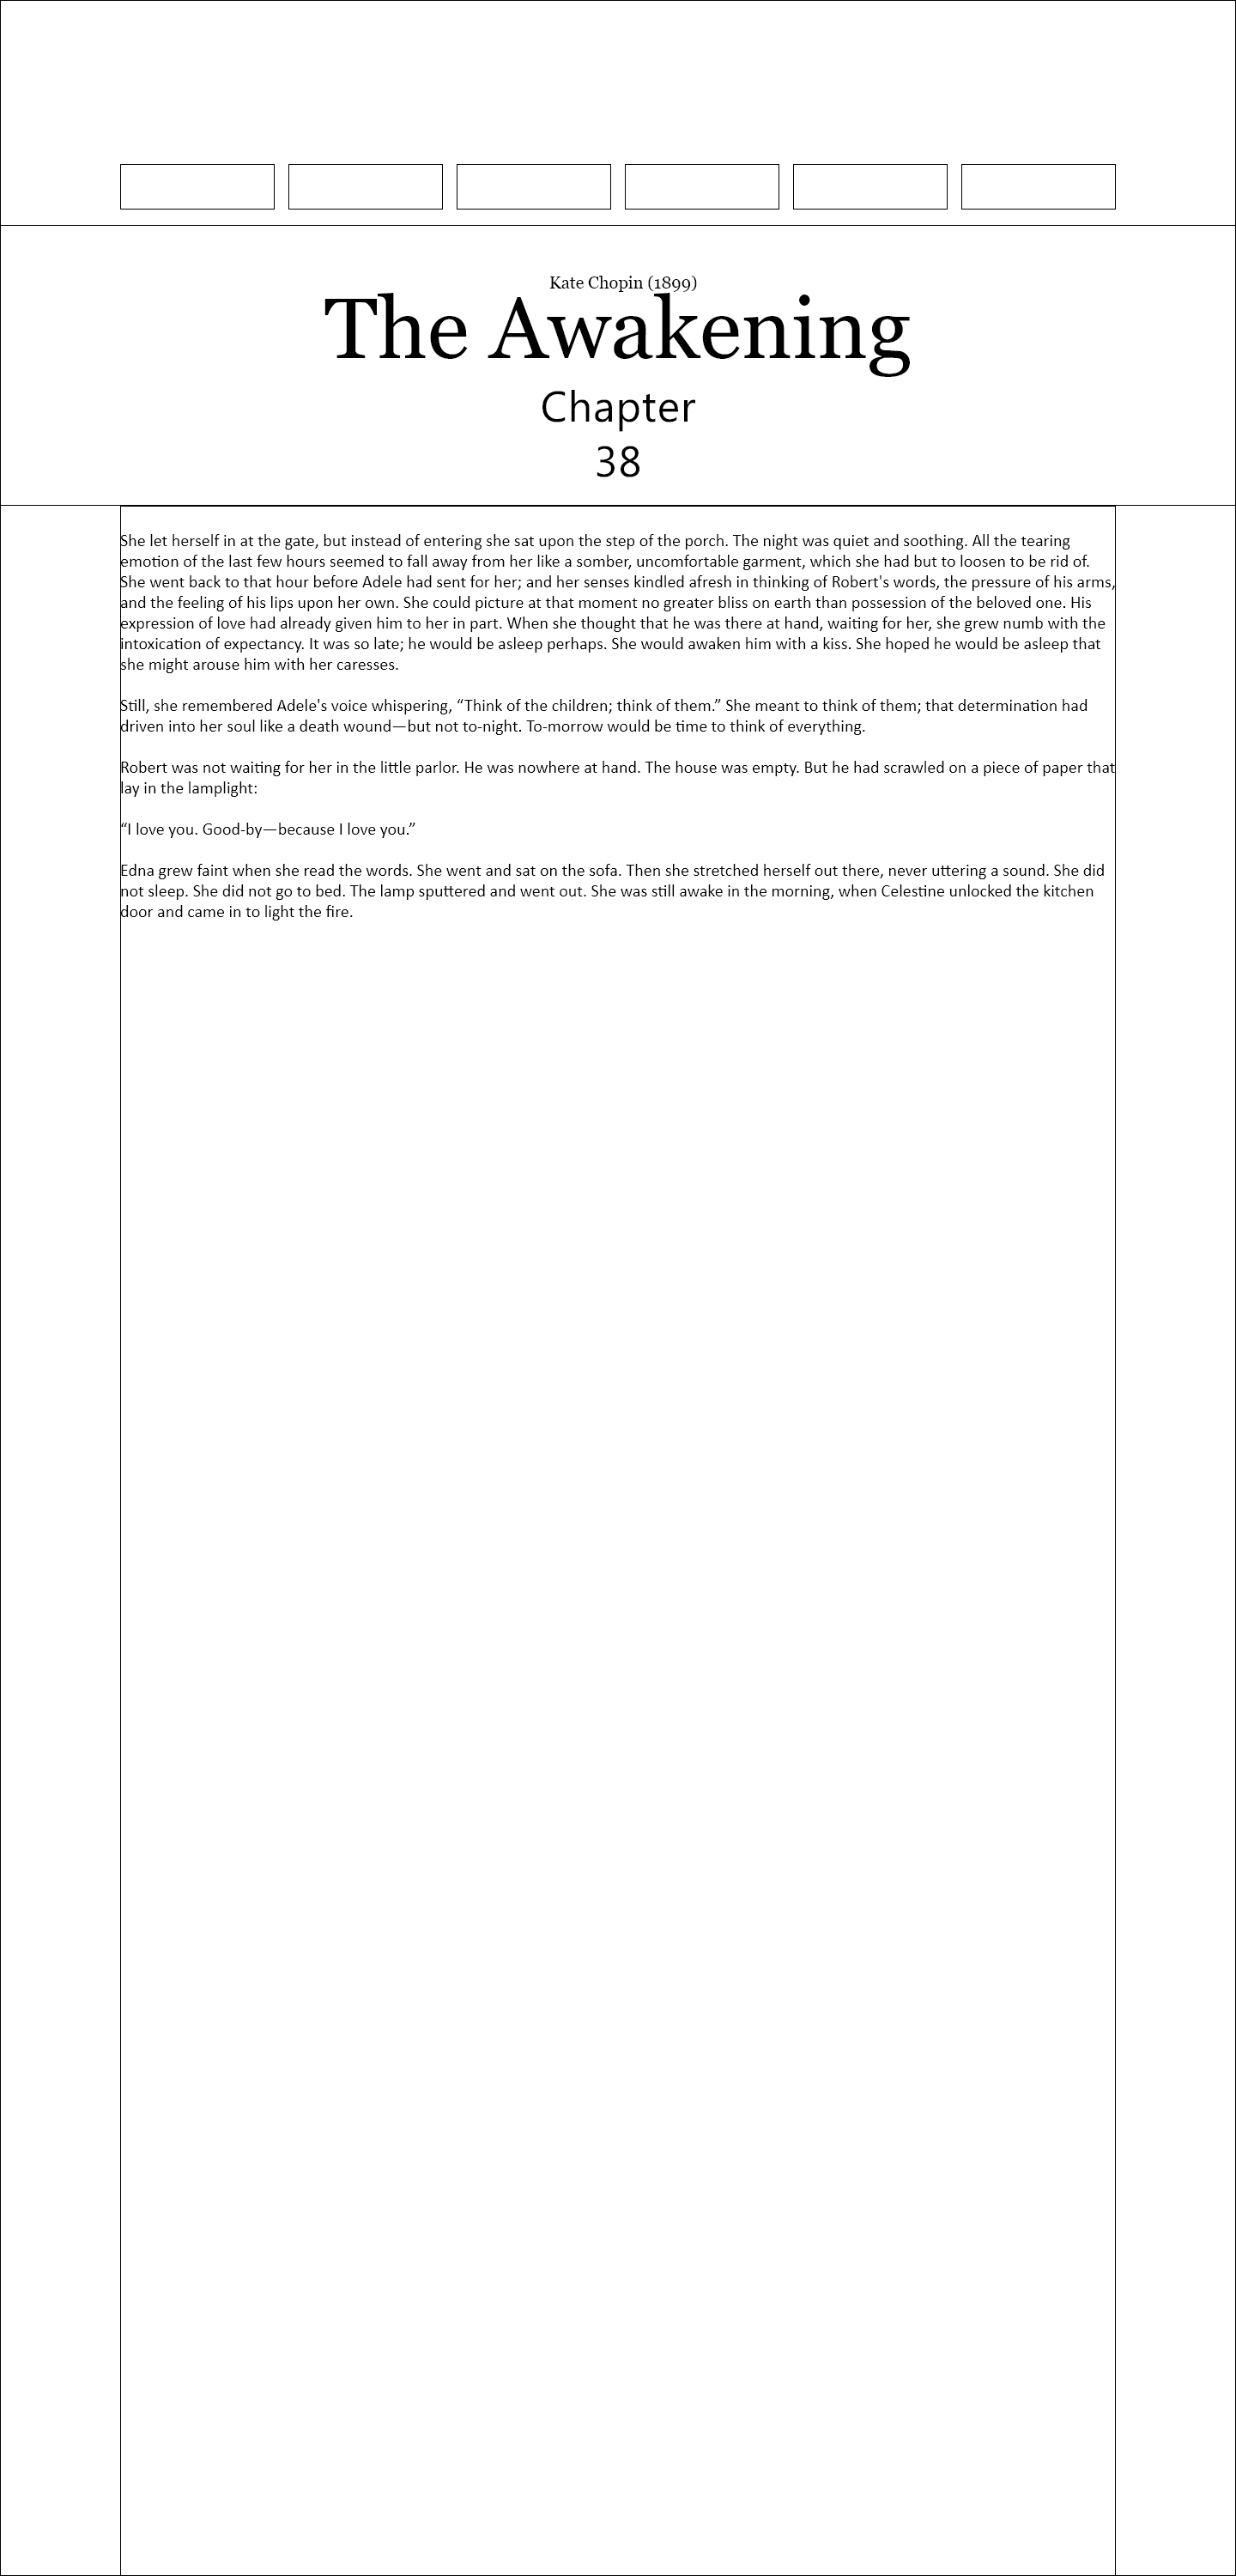 Kate Chopin (1899)
The Awakening
Chapter
38
She let herself in at the gate, but instead of entering she sat upon the step of the porch. The night was quiet and soothing. All the tearing
emotion of the last few hours seemed to fall away from her like a somber, uncomfortable garment, which she had but to loosen to be rid of.
She went back to that hour before Adele had sent for her; and her senses kindled afresh in thinking of Robert's words, the pressure of his arms,
and the feeling of his lips upon her own. She could picture at that moment no greater bliss on earth than possession of the beloved one. His
expression of love had already given him to her in part. When she thought that he was there at hand, waiting for her, she grew numb with the
intoxication of expectancy. It was so late; he would be asleep perhaps. She would awaken him with a kiss. She hoped he would be asleep that
she might arouse him with her caresses.
Still, she remembered Adele's voice whispering, “Think of the children; think of them.” She meant to think of them; that determination had
driven into her soul like a death wound—but not to-night. To-morrow would be time to think of everything.
Robert was not waiting for her in the little parlor. He was nowhere at hand. The house was empty. But he had scrawled on a piece of paper that
lay in the lamplight:
“I love you. Good-by—because I love you.”
Edna grew faint when she read the words. She went and sat on the sofa. Then she stretched herself out there, never uttering a sound. She did
not sleep. She did not go to bed. The lamp sputtered and went out. She was still awake in the morning, when Celestine unlocked the kitchen
door and came in to light the fire.